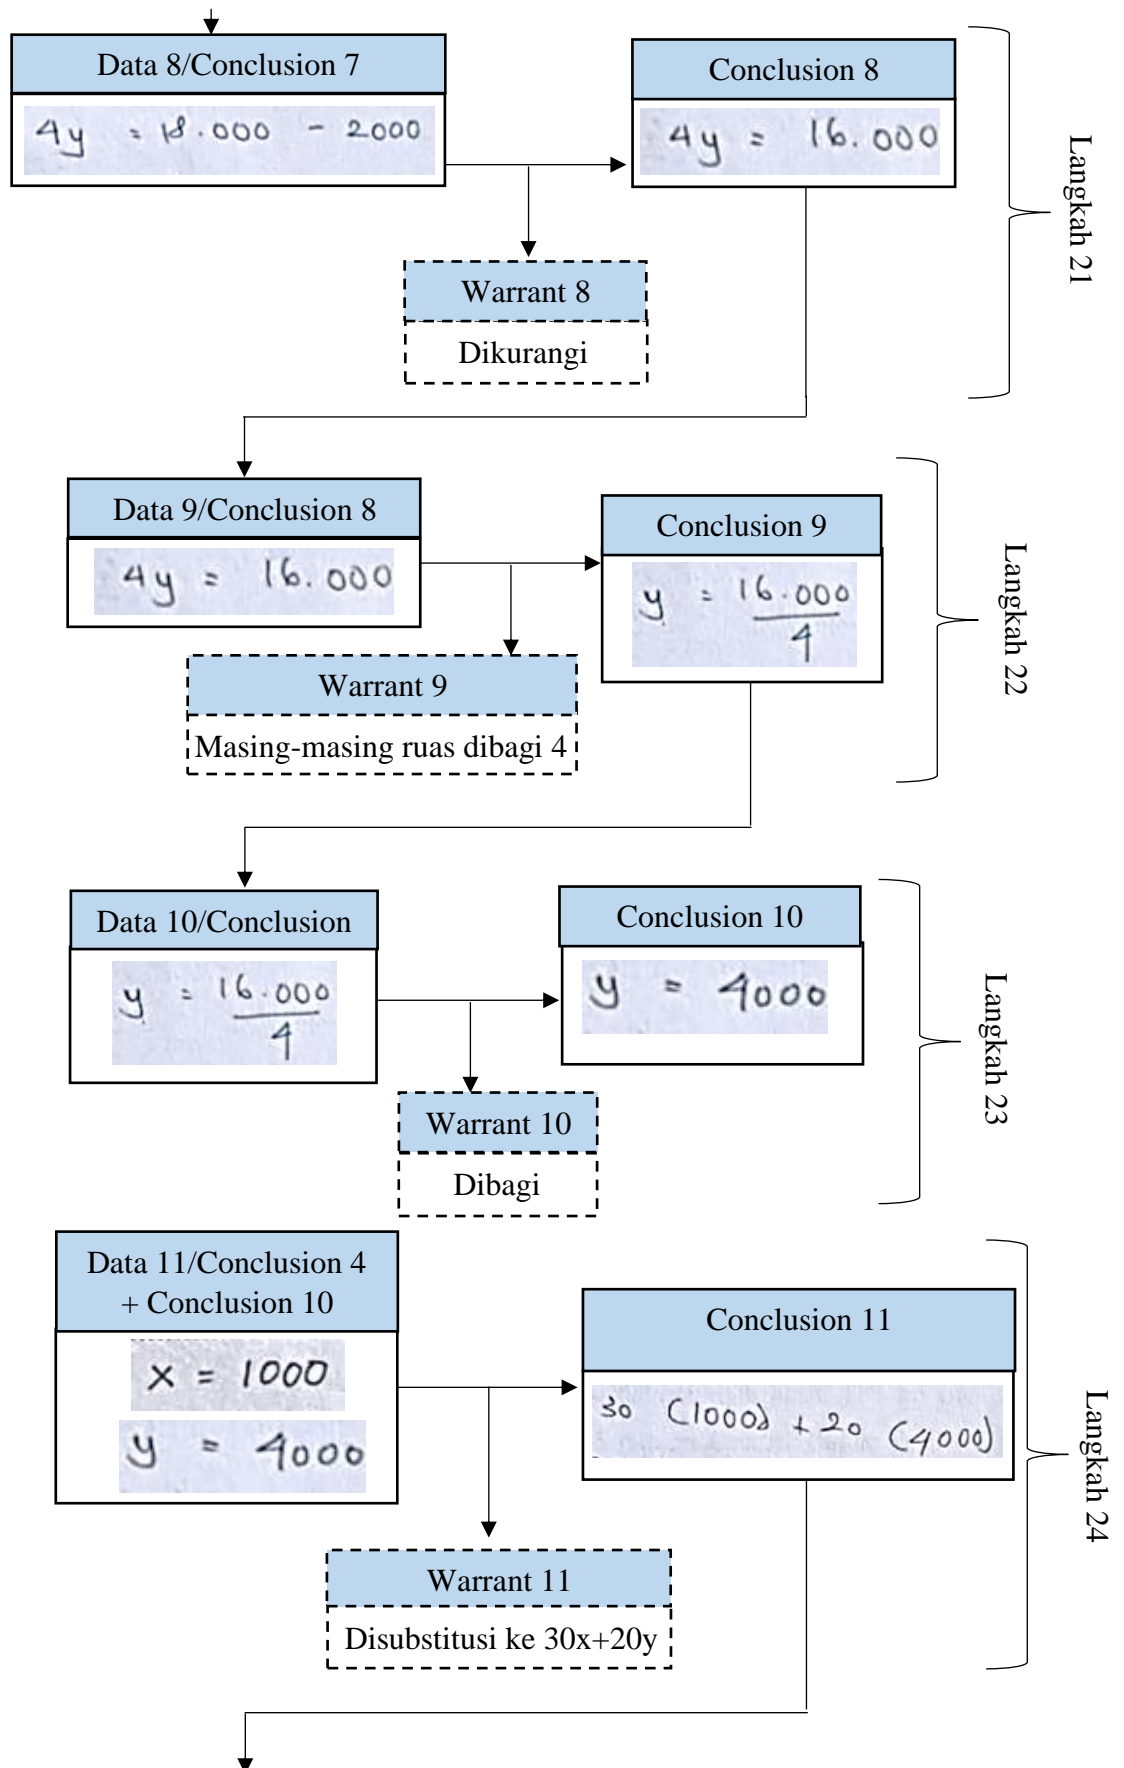 Data 8/Conclusion 7
4y = 18.000 - 2000
Conclusion 8
4y = 16.000
Warrant 8
Dikurangi
Langkah 21
Data 9/Conclusion 8
4y = 16.000
Conclusion 9
y = 16.000
4
Warrant 9
Masing-masing ruas dibagi 4
Langkah 22
Data 10/Conclusion
y = 16.000
4
Conclusion 10
y = 4000
Warrant 10
Dibagi
Langkah 23
Data 11/Conclusion 4
+ Conclusion 10
x = 1000
y = 4000
Conclusion 11
30 (1000) + 20 (4000)
Warrant 11
Disubstitusi ke 30x+20y
Langkah 24